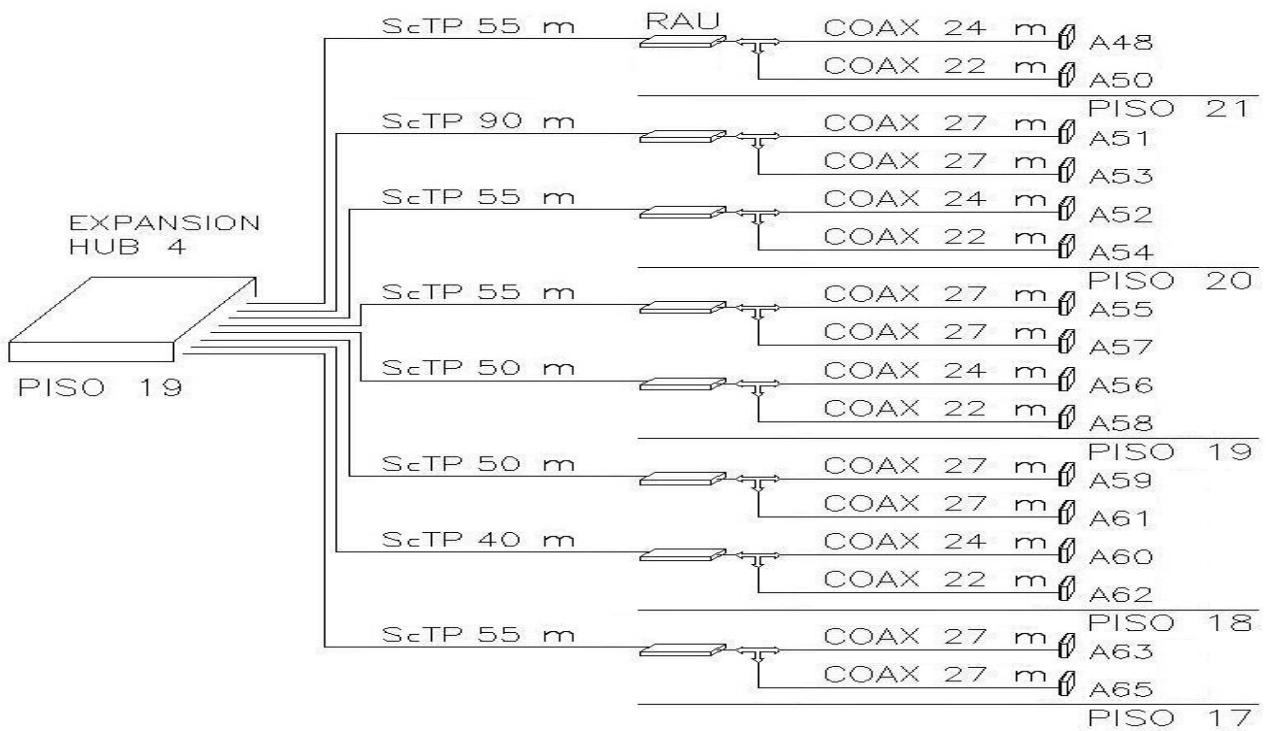 ScTP 55 m RAU COAX 24 m A48
COAX 22 m A50
PISO 21
ScTP 90 m COAX 27 m A51
COAX 27 m A53
ScTP 55 m COAX 24 m A52
COAX 22 m A54
PISO 20
EXPANSION
HUB 4
PISO 19
ScTP 55 m COAX 27 m A55
COAX 27 m A57
ScTP 50 m COAX 24 m A56
COAX 22 m A58
PISO 19
ScTP 50 m COAX 27 m A59
COAX 27 m A61
ScTP 40 m COAX 24 m A60
COAX 22 m A62
PISO 18
ScTP 55 m COAX 27 m A63
COAX 27 m A65
PISO 17